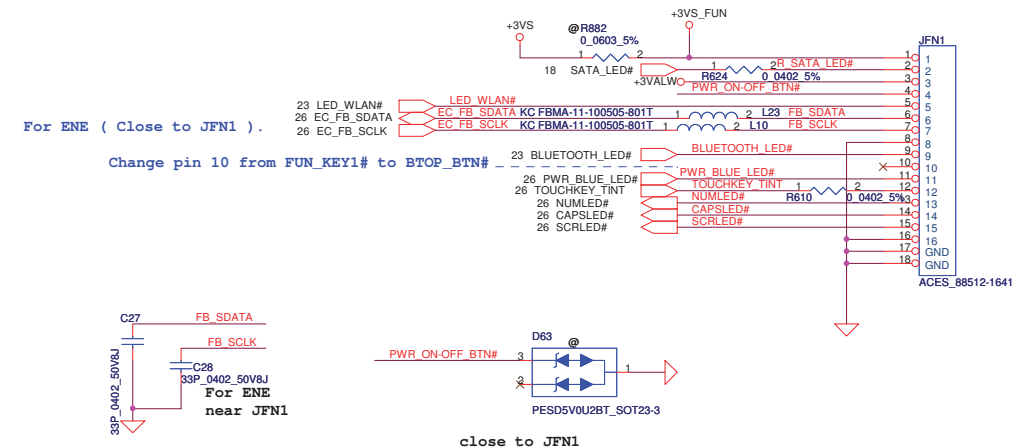 +3VS
+3VS_FUN
@ R882
0_0603_5%
1 2
JFN1
18 SATA_LED#
1 2 R_SATA_LED#
R624 0_0402_5%
+3VALW
PWR_ON-OFF_BTN#
23 LED_WLAN#
LED_WLAN#
26 EC_FB_SDATA
EC_FB_SDATA KC FBMA-11-100505-801T 1 2 L23 FB_SDATA
26 EC_FB_SCLK
EC_FB_SCLK KC FBMA-11-100505-801T 1 2 L10 FB_SCLK
For ENE ( Close to JFN1 ).
Change pin 10 from FUN_KEY1# to BTOP_BTN#
23 BLUETOOTH_LED#
BLUETOOTH_LED#
26 PWR_BLUE_LED#
PWR_BLUE_LED#
26 TOUCHKEY_TINT
TOUCHKEY_TINT 1 2
R610 0_0402_5%
26 NUMLED#
NUMLED#
26 CAPSLED#
CAPSLED#
26 SCRLED#
SCRLED#
1 1
2 2
3 3
4 4
5 5
6 6
7 7
8 8
9 9
10 10
11 11
12 12
13 13
14 14
15 15
16 16
17 GND
18 GND
ACES_88512-1641
C27
FB_SDATA
FB_SCLK
33P_0402_50V8J
C28
33P_0402_50V8J
For ENE
near JFN1
D63
@
PWR_ON-OFF_BTN# 3
2
1
PESD5V0U2BT_SOT23-3
close to JFN1